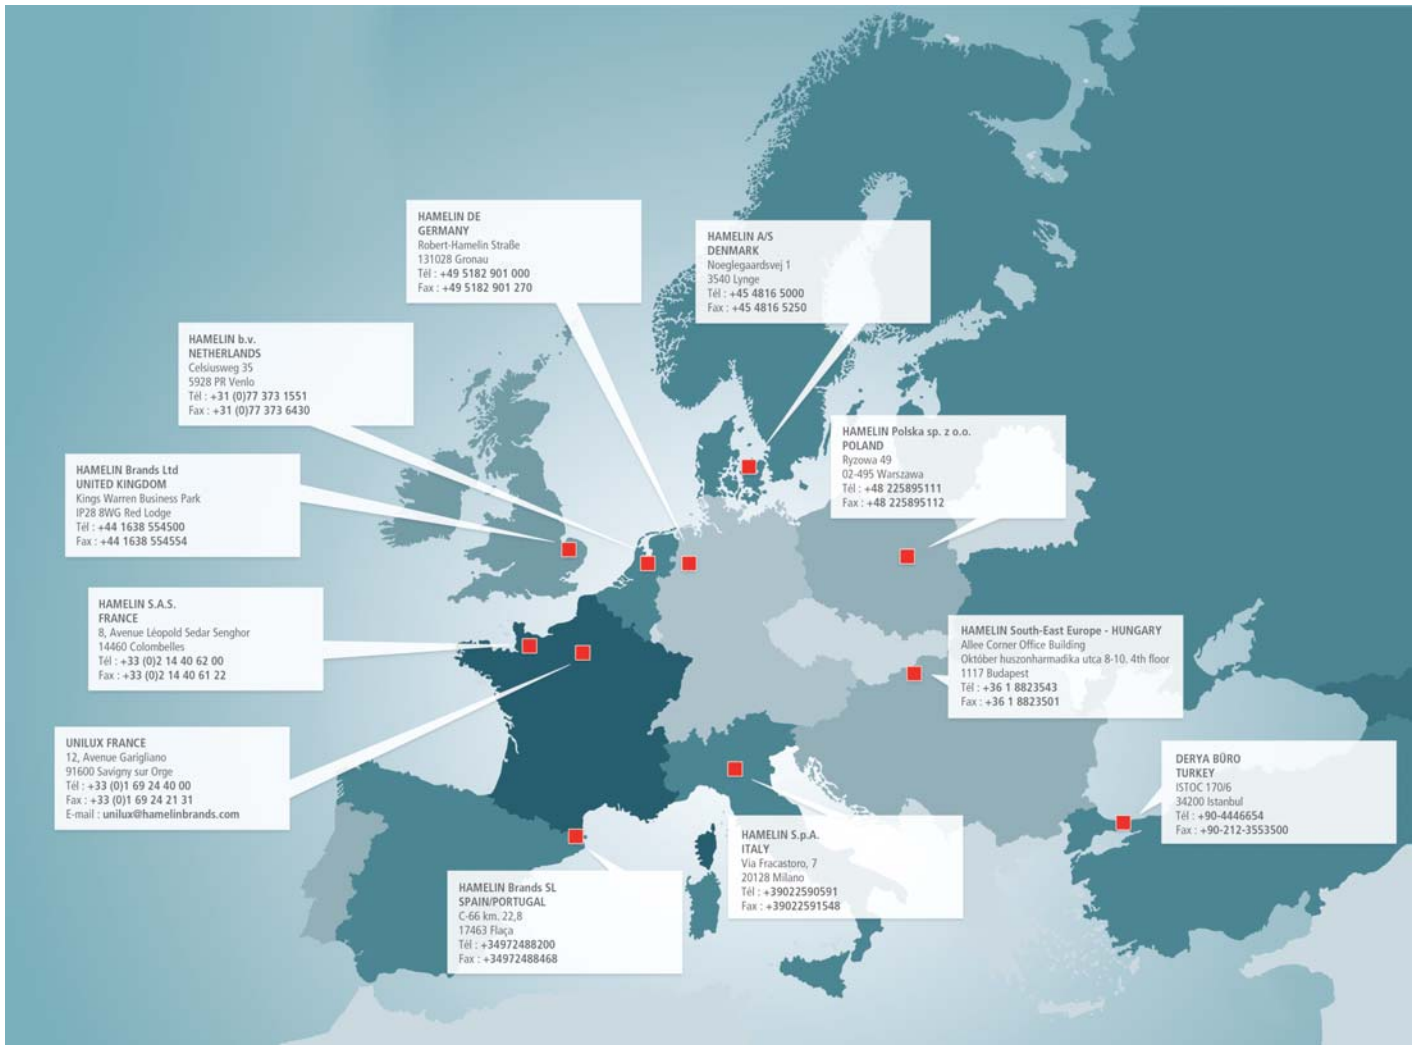 HAMELIN DE
GERMANY
Robert-Hamelin Straße
131028 Gronau
Tél : +49 5182 901 000
Fax : +49 5182 901 270
HAMELIN A/S
DENMARK
Noeglegaardsvej 1
3540 Lynge
Tél : +45 4816 5000
Fax : +45 4816 5250
HAMELIN b.v.
NETHERLANDS
Celsiusweg 35
5928 PR Venlo
Tél : +31 (0)77 373 1551
Fax : +31 (0)77 373 6430
HAMELIN Polska sp. z o.o.
POLAND
Ryzowa 49
02-495 Warszawa
Tél : +48 225895111
Fax : +48 225895112
HAMELIN Brands Ltd
UNITED KINGDOM
Kings Warren Business Park
IP28 8WG Red Lodge
Tél : +44 1638 554500
Fax : +44 1638 554554
HAMELIN S.A.S.
FRANCE
8, Avenue Léopold Sedar Senghor
14460 Colombelles
Tél : +33 (0)2 14 40 62 00
Fax : +33 (0)2 14 40 61 22
HAMELIN South-East Europe - HUNGARY
Allee Corner Office Building
Október huszonharmadika utca 8-10. 4th floor
1117 Budapest
Tél : +36 1 8823543
Fax : +36 1 8823501
UNILUX FRANCE
12, Avenue Garigliano
91600 Savigny sur Orge
Tél : +33 (0)1 69 24 40 00
Fax : +33 (0)1 69 24 21 31
E-mail : unilux@hamelinbrands.com
DERYA BÜRO
TURKEY
ISTOC 170/6
34200 Istanbul
Tél : +90-4446654
Fax : +90-212-3553500
HAMELIN S.p.A.
ITALY
Via Fracastoro, 7
20128 Milano
Tél : +39022590591
Fax : +39022591548
HAMELIN Brands SL
SPAIN/PORTUGAL
C-66 km. 22,8
17463 Flaça
Tél : +34972488200
Fax : +34972488468